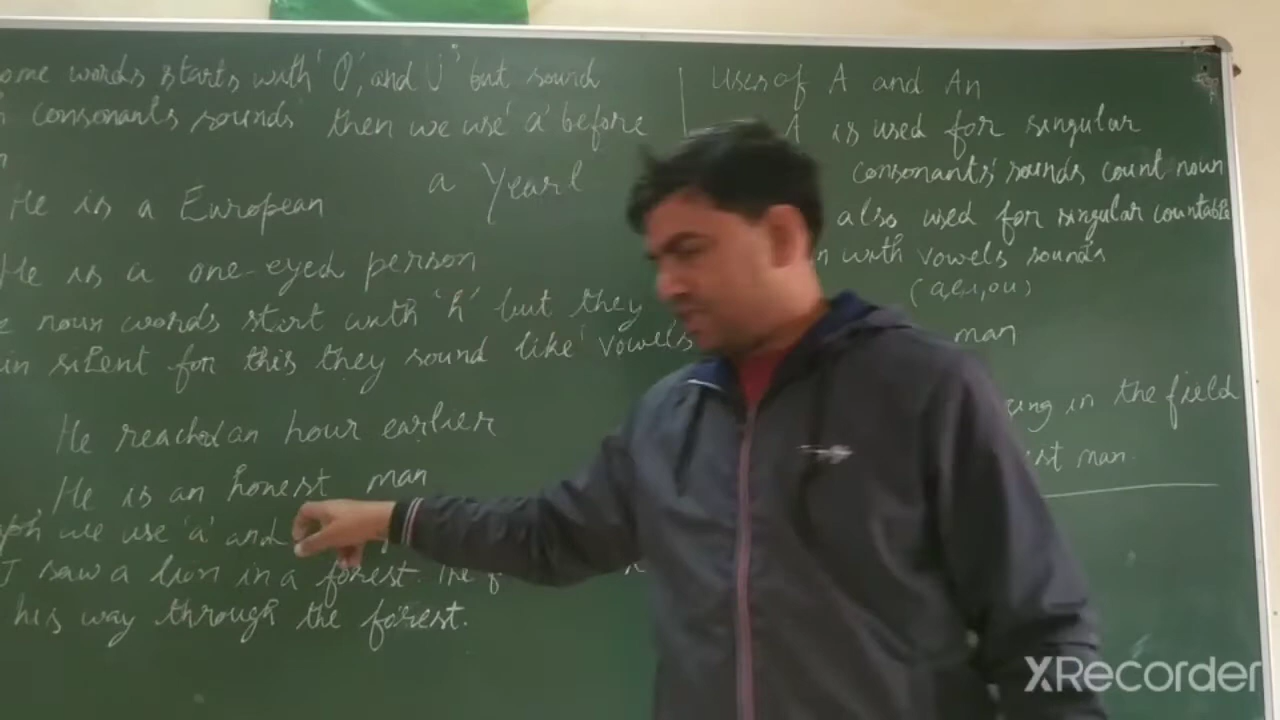 ome words starts with 'O', and U' but sound
consonants sounds then we use 'a' before
a Yearl
He is a European
He is a one-eyed person
noun words start with 'h' but they
in silent for this they sound like 'vowels
He reached an hour earlier
He is an honest man
we use 'a' and
I saw a lion in a forest. The
his way through the forest.
Uses of A and An
A is used for singular
consonants' sounds count noun
also used for singular countable
n with vowels sounds
(a,e,i,ou)
man
ing in the field
st man.
XRecorder